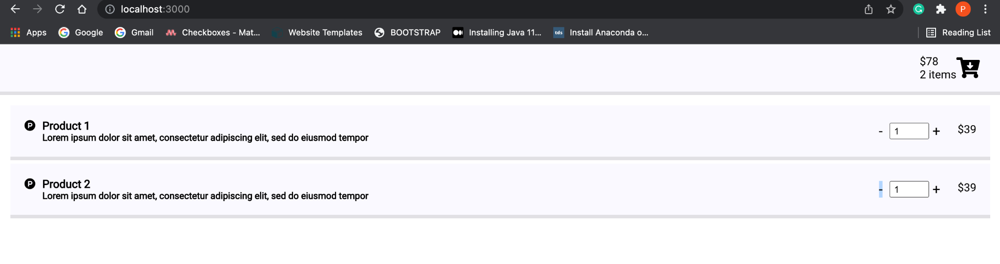 localhost:3000
G
P
Apps
Google
Gmail
Checkboxes - Mat...
Website Templates
BOOTSTRAP
Installing Java 11...
tds
Install Anaconda o...
Reading List
$78
2 items
P Product 1
Lorem ipsum dolor sit amet, consectetur adipiscing elit, sed do eiusmod tempor
- 1 + $39
P Product 2
Lorem ipsum dolor sit amet, consectetur adipiscing elit, sed do eiusmod tempor
- 1 + $39